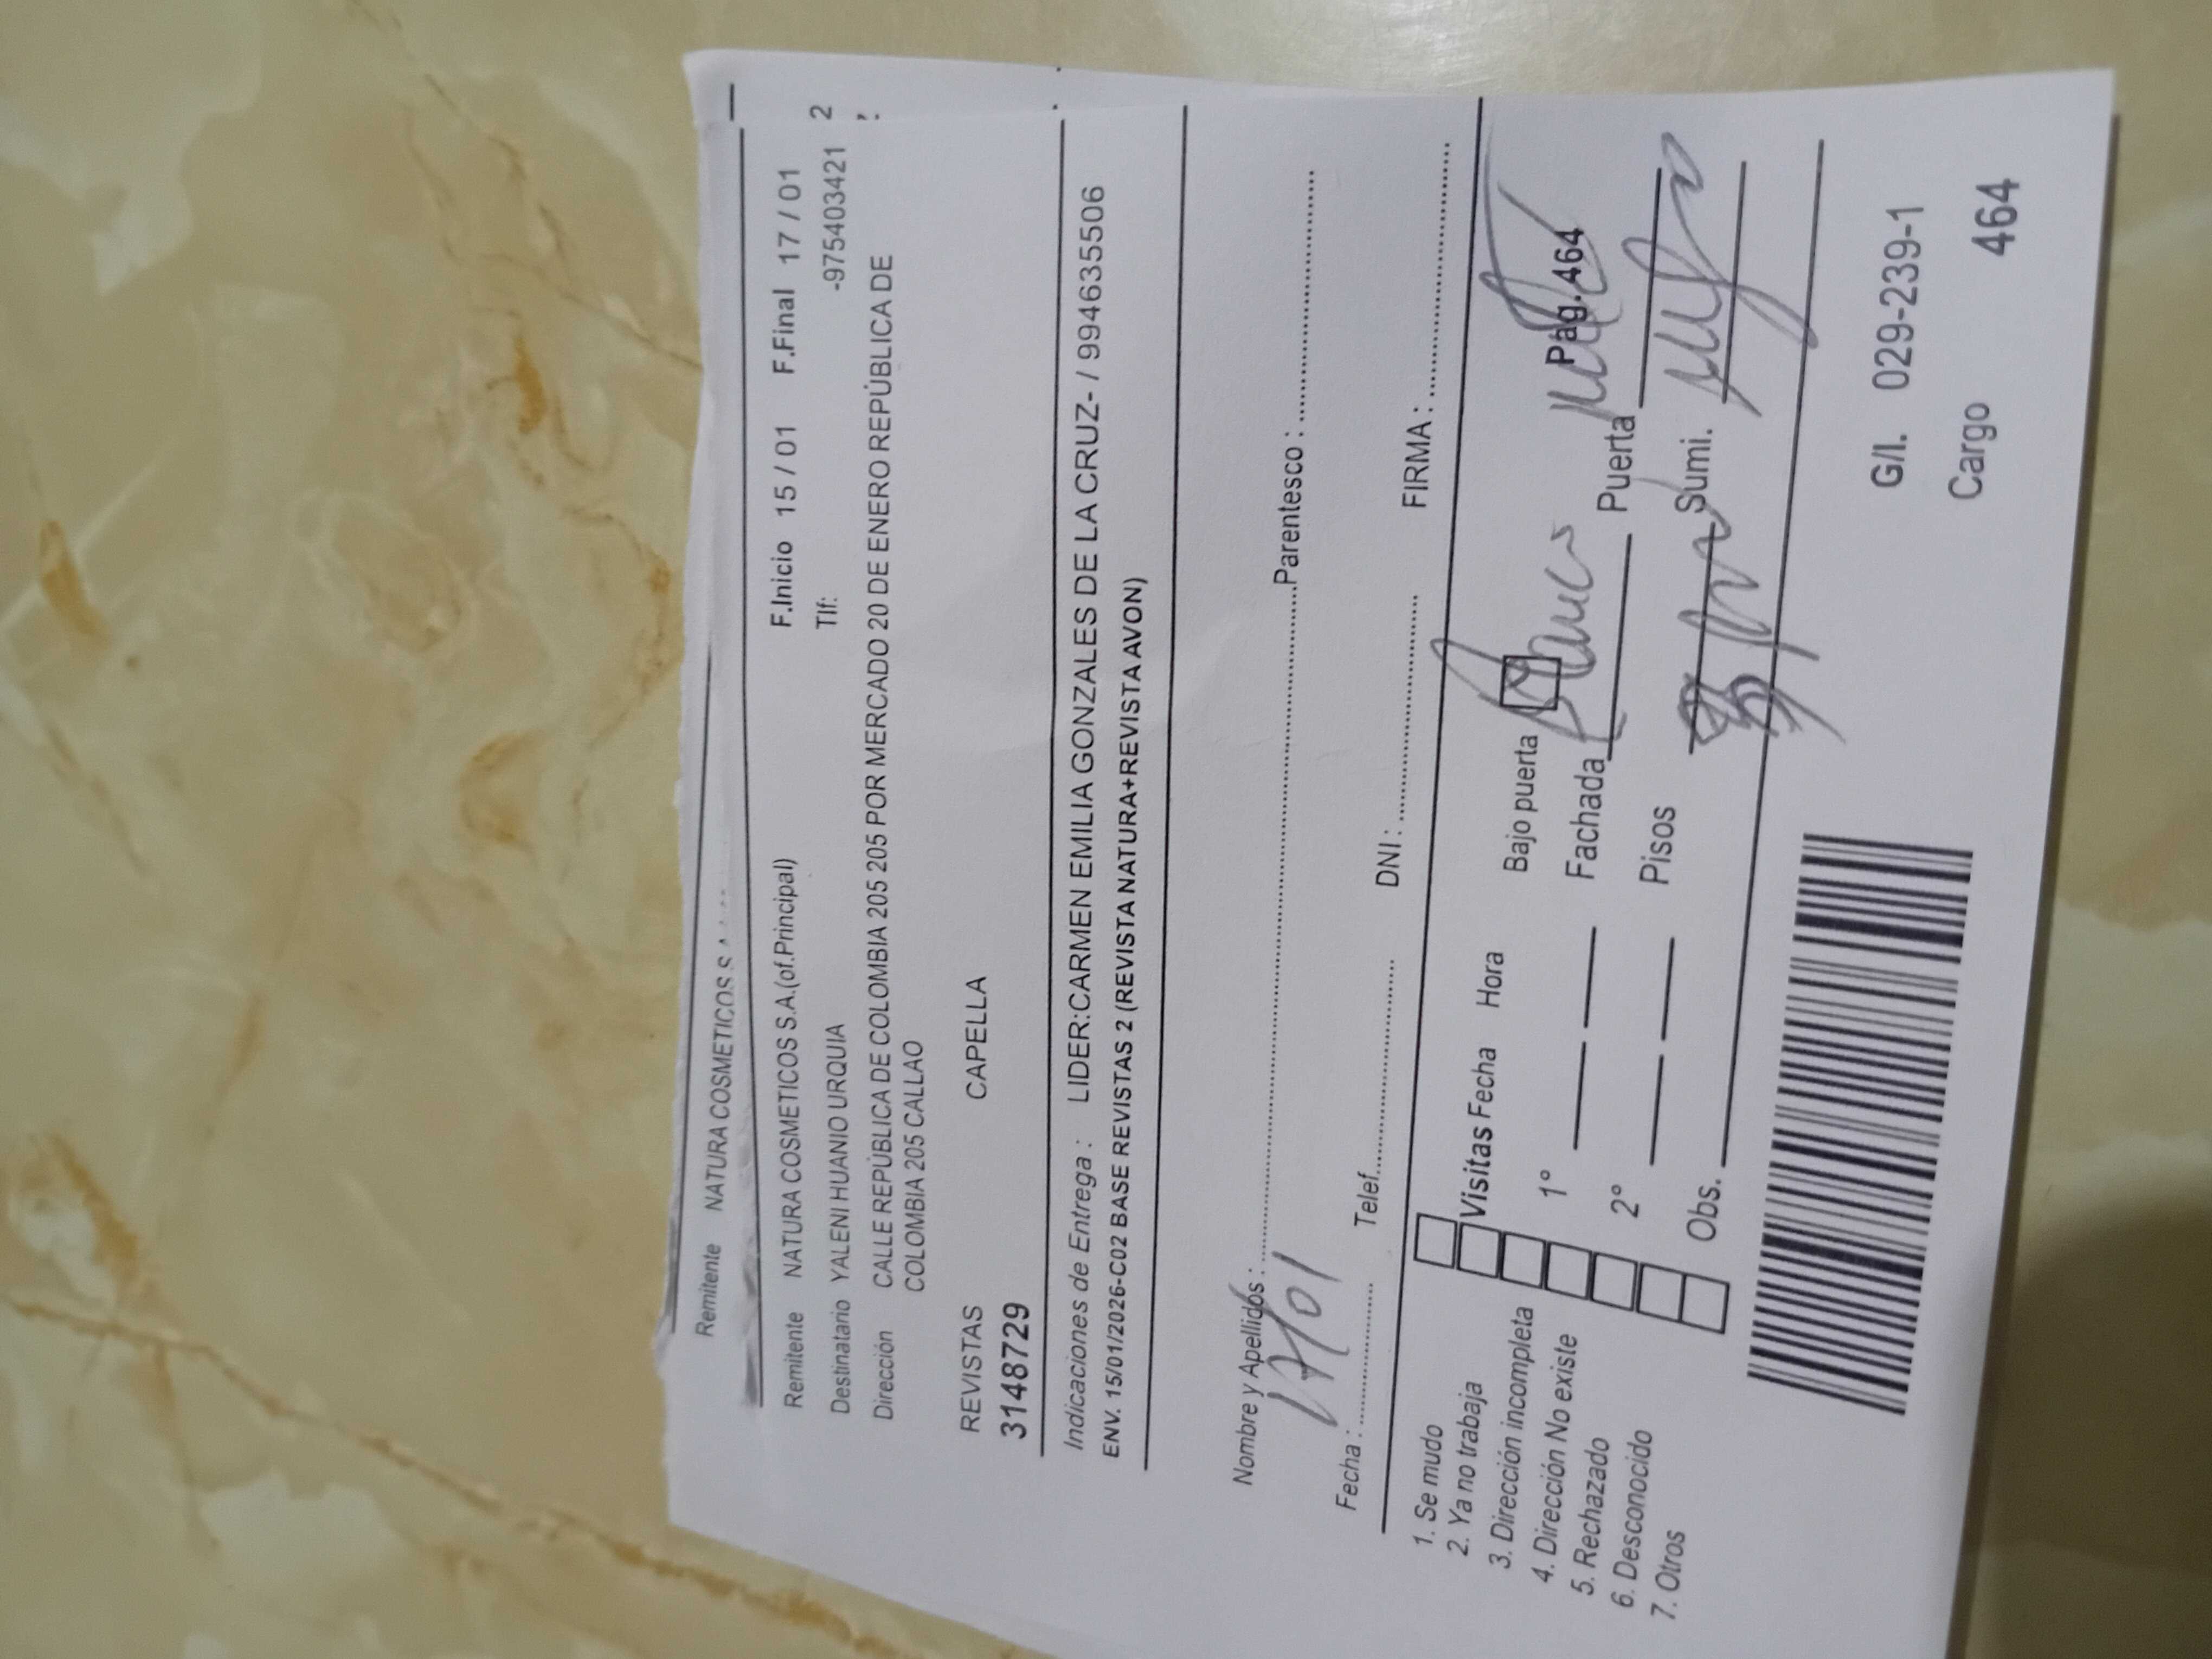 Remitente NATURA COSMETICOS S
Remitente NATURA COSMETICOS S.A.(of.Principal) F.Inicio 15 / 01 F.Final 17 / 01
Destinatario YALENI HUANIO URQUIA Tlf: -975403421 2
Dirección CALLE REPÚBLICA DE COLOMBIA 205 205 205 POR MERCADO 20 DE ENERO REPÚBLICA DE
COLOMBIA 205 CALLAO
REVISTAS CAPELLA
3148729
Indicaciones de Entrega : LIDER:CARMEN EMILIA GONZALES DE LA CRUZ- / 994635506
ENV. 15/01/2026-C02 BASE REVISTAS 2 (REVISTA NATURA+REVISTA AVON)
Nombre y Apellidos : Parentesco :
Fecha : Telef. DNI : FIRMA :
1. Se mudo
2. Ya no trabaja
3. Dirección incompleta
4. Dirección No existe
5. Rechazado
6. Desconocido
7. Otros
Visitas Fecha Hora
1°
2°
Obs.
Bajo puerta Pág. 464
Fachada Puerta
Pisos Sumi.
G/I. 029-239-1
Cargo 464